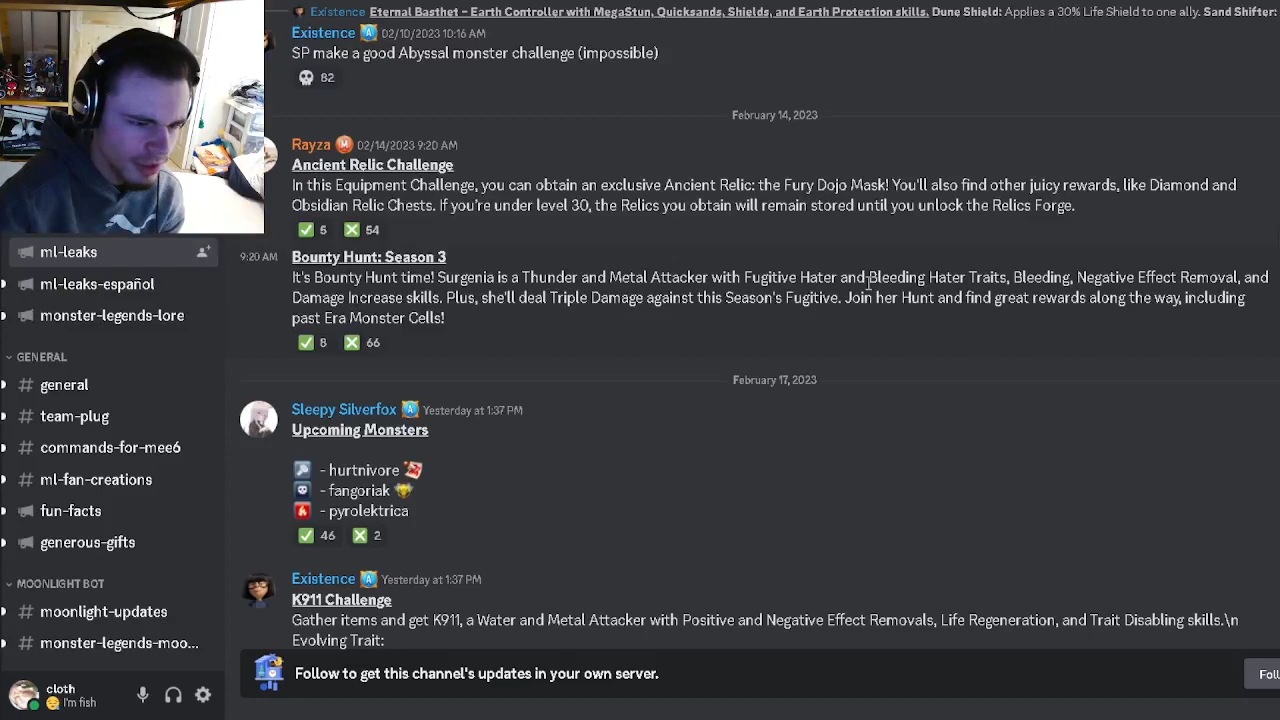 Existence Eternal Basthet - Earth Controller with MegaStun, Quicksands, Shields, and Earth Protection skills. Dune Shield: Applies a 30% Life Shield to one ally. Sand Shifter:
Existence 02/10/2023 10:16 AM
SP make a good Abyssal monster challenge (impossible)
82
February 14, 2023
Rayza 02/14/2023 9:20 AM
Ancient Relic Challenge
In this Equipment Challenge, you can obtain an exclusive Ancient Relic: the Fury Dojo Mask! You'll also find other juicy rewards, like Diamond and
Obsidian Relic Chests. If you're under level 30, the Relics you obtain will remain stored until you unlock the Relics Forge.
6 54
9:20 AM Bounty Hunt: Season 3
It's Bounty Hunt time! Surgenia is a Thunder and Metal Attacker with Fugitive Hater and Bleeding Hater Traits, Bleeding, Negative Effect Removal, and
Damage Increase skills. Plus, she'll deal Triple Damage against this Season's Fugitive. Join her Hunt and find great rewards along the way, including
past Era Monster Cells!
8 66
February 17, 2023
Sleepy Silverfox Yesterday at 1:37 PM
Upcoming Monsters
- hurtnivore
- fangoriak
- pyrolektrica
46 2
Existence Yesterday at 1:37 PM
K911 Challenge
Gather items and get K911, a Water and Metal Attacker with Positive and Negative Effect Removals, Life Regeneration, and Trait Disabling skills.\n
Evolving Trait:
Follow to get this channel's updates in your own server.
Foll
ml-leaks
ml-leaks-español
monster-legends-lore
GENERAL
# general
# team-plug
# commands-for-mee6
# ml-fan-creations
fun-facts
generous-gifts
MOONLIGHT BOT
# moonlight-updates
# monster-legends-moo...
cloth
I'm fish